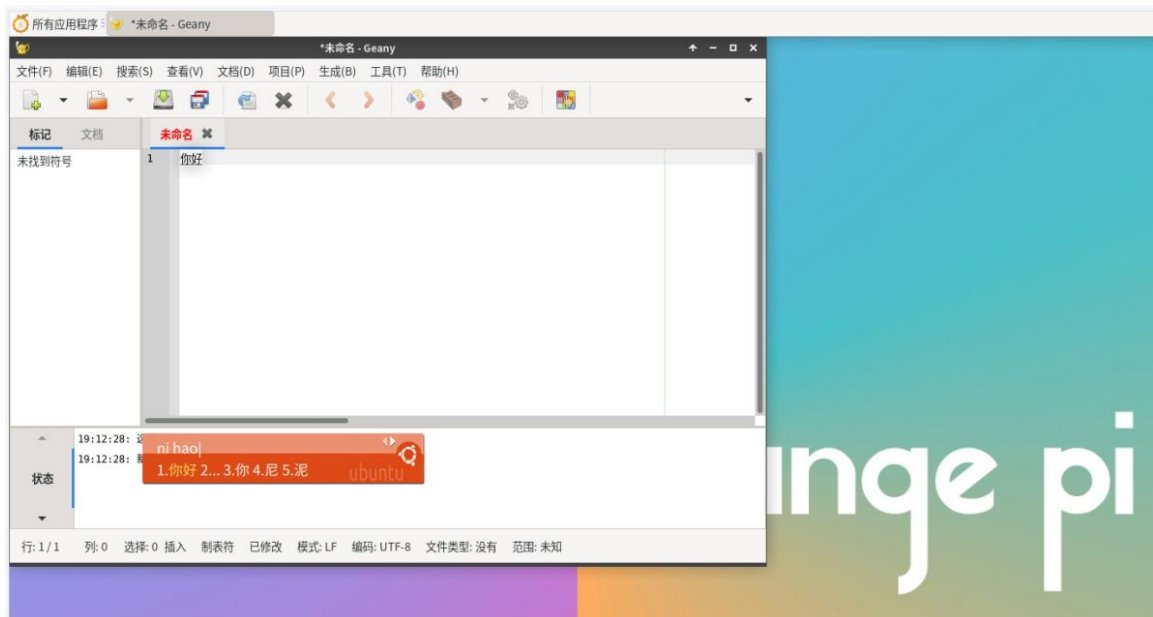 所有应用程序 *未命名 - Geany
*未命名 - Geany
文件(F) 编辑(E) 搜索(S) 查看(V) 文档(D) 项目(P) 生成(B) 工具(T) 帮助(H)
标记 文档 未命名
未找到符号 1 你好
19:12:28:
ni hao
19:12:28:
1.你好 2... 3.你 4.尼 5.泥
ubuntu
状态
行: 1 / 1 列: 0 选择: 0 插入 制表符 已修改 模式: LF 编码: UTF-8 文件类型: 没有 范围: 未知
nge pi